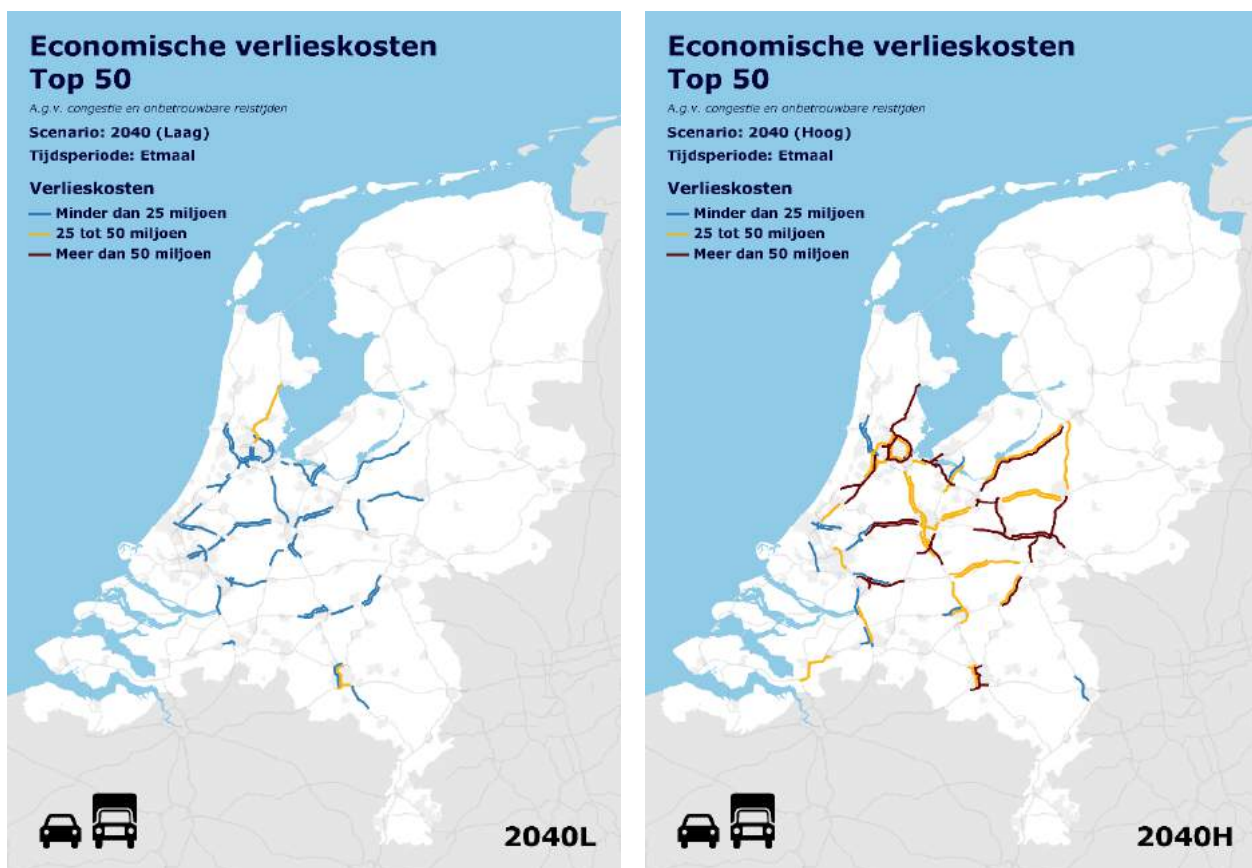 Economische verlieskosten
Top 50
A.g.v. congestie en onbetrouwbare reistijden
Scenario: 2040 (Laag)
Tijdsperiode: Etmaal
Verlieskosten
Minder dan 25 miljoen
25 tot 50 miljoen
Meer dan 50 miljoen
2040L
Economische verlieskosten
Top 50
A.g.v. congestie en onbetrouwbare reistijden
Scenario: 2040 (Hoog)
Tijdsperiode: Etmaal
Verlieskosten
Minder dan 25 miljoen
25 tot 50 miljoen
Meer dan 50 miljoen
2040H